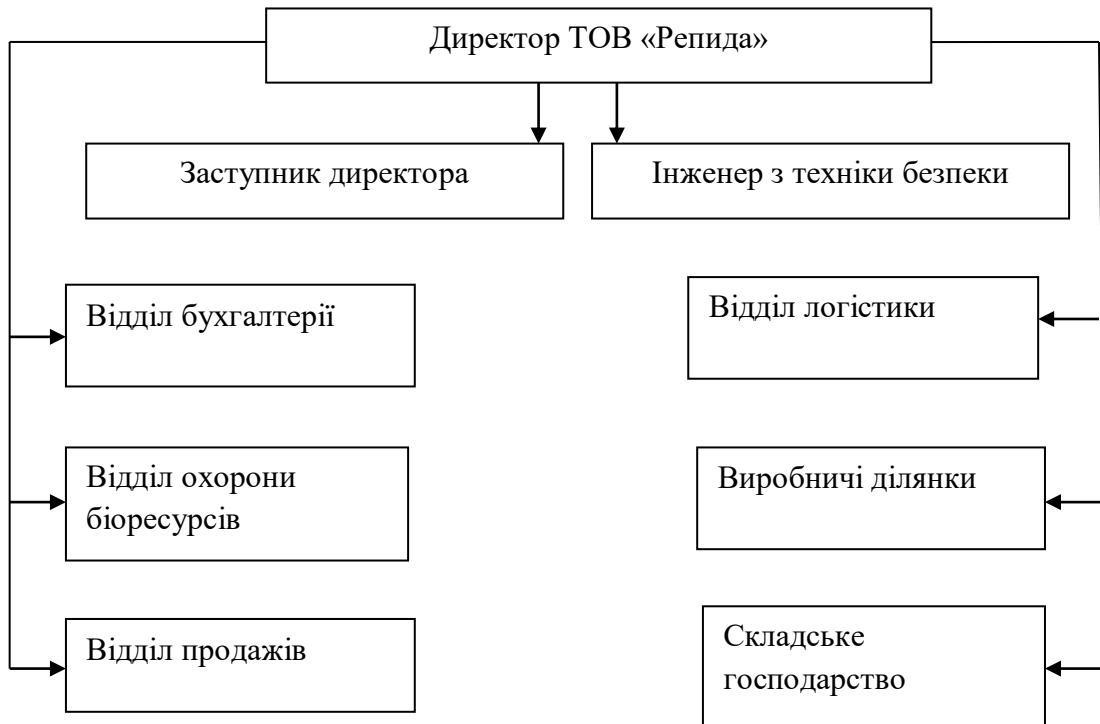 Директор ТОВ «Репида»
Заступник директора
Інженер з техніки безпеки
Відділ бухгалтерії
Відділ логістики
Відділ охорони
біоресурсів
Виробничі ділянки
Відділ продажів
Складське
господарство